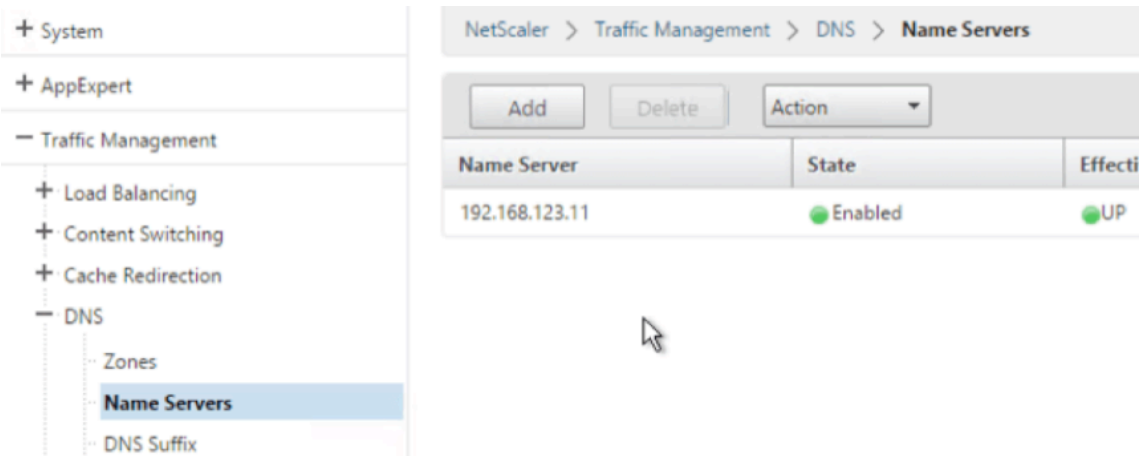 + System
+ AppExpert
− Traffic Management
+ Load Balancing
+ Content Switching
+ Cache Redirection
− DNS
Zones
Name Servers
DNS Suffix
NetScaler > Traffic Management > DNS > Name Servers
Add Delete Action
Name Server State Effecti
192.168.123.11 Enabled UP